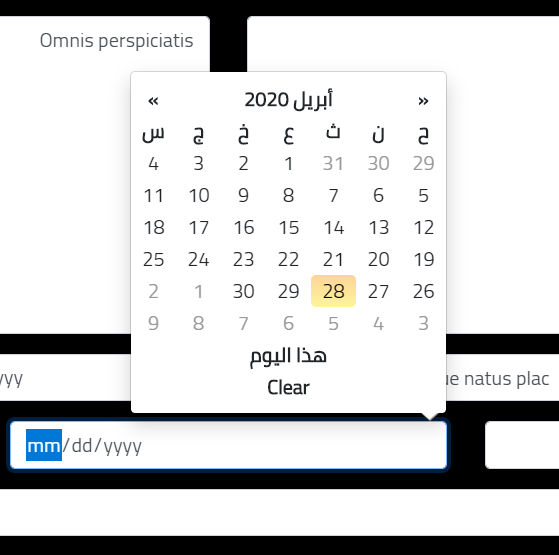 Omnis perspiciatis
» أبريل 2020 «
ح ن ث ع خ ج س
29 30 31 1 2 3 4
5 6 7 8 9 10 11
12 13 14 15 16 17 18
19 20 21 22 23 24 25
26 27 28 29 30 1 2
3 4 5 6 7 8 9
هذا اليوم
Clear
yyy
ue natus plac
mm/dd/yyyy